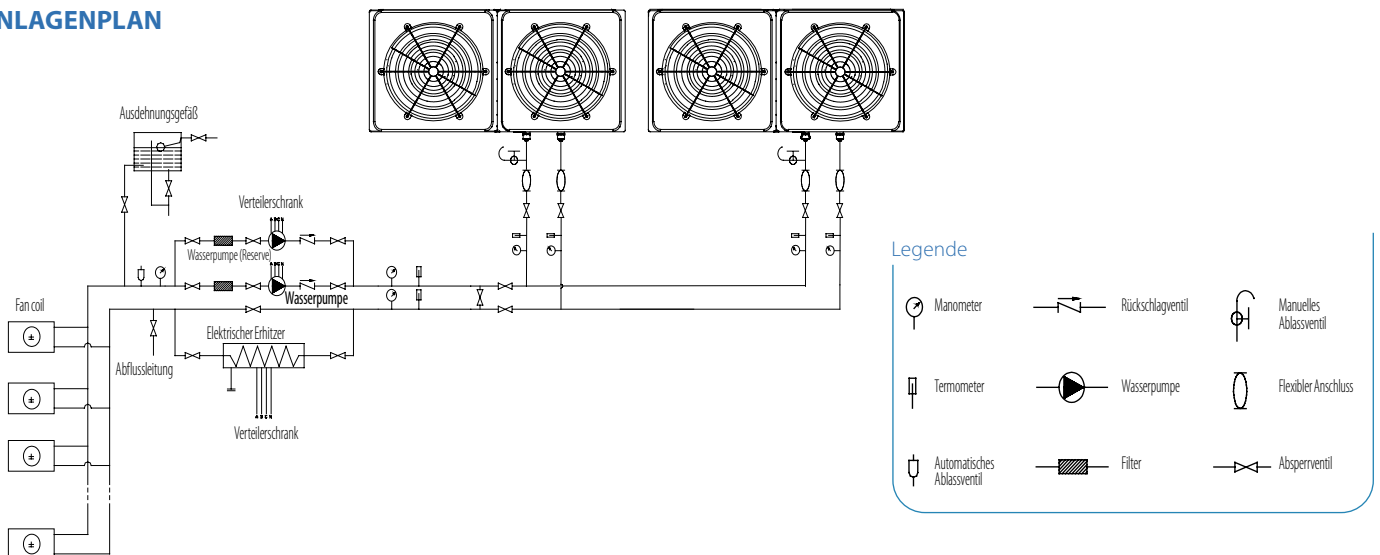 NLAGENPLAN
Ausdehnungsgefäß
Verteilerschrank
Wasserpumpe (Reserve)
Wasserpumpe
Fan coil
Elektrischer Erhitzer
Abflussleitung
Verteilerschrank
Legende
Manometer
Rückschlagventil
Manuelles
Ablassventil
Termometer
Wasserpumpe
Flexibler Anschluss
Automatisches
Ablassventil
Filter
Absperrventil